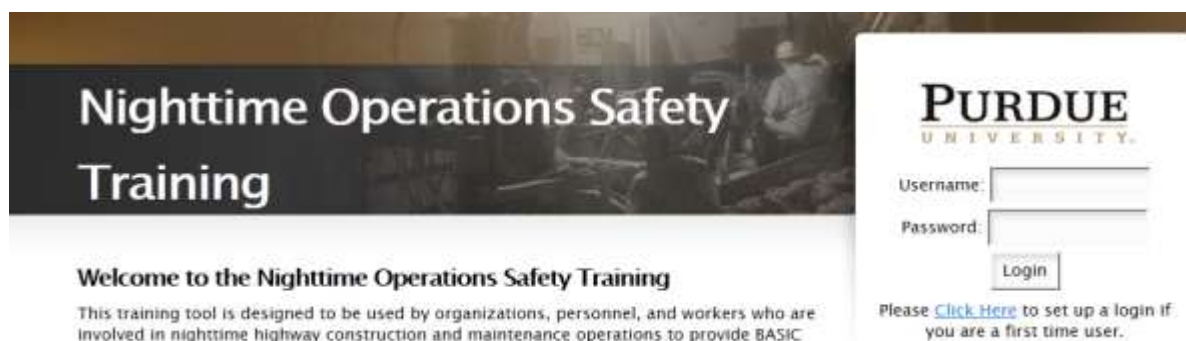 Nighttime Operations Safety
Training
Welcome to the Nighttime Operations Safety Training
This training tool is designed to be used by organizations, personnel, and workers who are
involved in nighttime highway construction and maintenance operations to provide BASIC
PURDUE
UNIVERSITY.
Username:
Password:
Login
Please Click Here to set up a login if
you are a first time user.